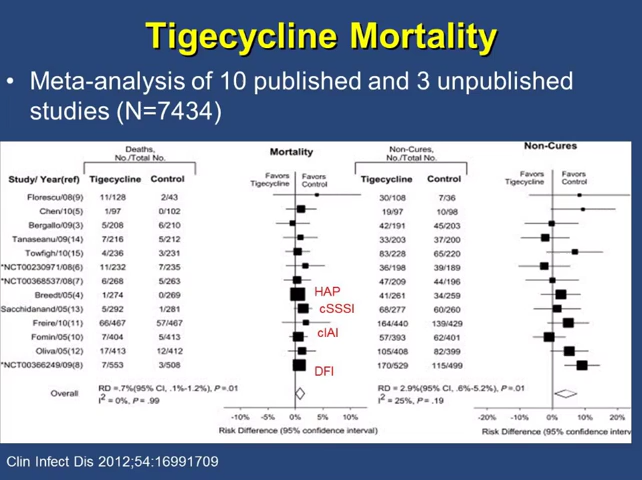 Tigecycline Mortality
• Meta-analysis of 10 published and 3 unpublished
studies (N=7434)
Deaths, No./Total No. Mortality Non-Cures, No./Total No. Non-Cures
Study/ Year(ref) Tigecycline Control Favors Tigecycline Favors Control Tigecycline Control Favors Tigecycline Favors Control
Florescu/08(9) 11/128 2/43 30/108 7/36
Chen/10(5) 1/97 0/102 19/97 10/98
Bergallo/09(3) 5/208 6/210 42/191 45/203
Tanaseanu/09(14) 7/216 5/212 33/203 37/200
Towfigh/10(15) 4/236 3/231 83/228 65/220
*NCT00230971/08(6) 11/232 7/235 36/198 39/189
*NCT00368537/08(7) 6/268 5/263 47/209 44/196
Breedt/05(4) 1/274 0/269 HAP 41/261 34/259
Sacchidanand/05(13) 5/292 1/281 cSSSI 68/277 60/260
Freire/10(11) 66/467 57/467 164/440 139/429
Fomin/05(10) 7/404 5/413 cIAI 57/393 62/401
Oliva/05(12) 17/413 12/412 105/408 82/399
*NCT00366249/09(8) 7/553 3/508 DFI 170/529 115/499
Overall RD =.7%(95% CI, .1%-1.2%), P=.01 RD = 2.9%(95% CI, .6%-5.2%), P=.01
I2 = 0%, P = .99 I2 = 25%, P = .19
-10% -5% 0% 5% 10% -20% -10% 0% 10% 20%
Risk Difference (95% confidence interval) Risk Difference (95% confidence interv
Clin Infect Dis 2012;54:16991709